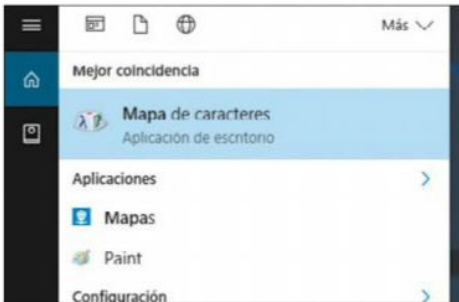 Más
Mejor coincidencia
Mapa de caracteres
Aplicación de escritorio
Aplicaciones
Mapas
Paint
Configuración